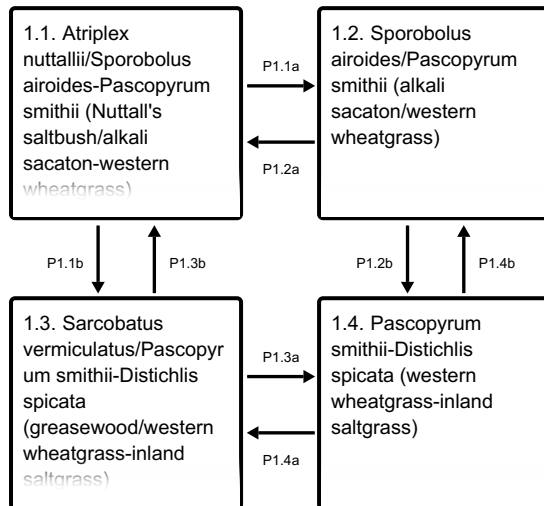 1.1. Atriplex
nuttallii/Sporobolus
airoides-Pascopyrum
smithii (Nuttall's
saltbush/alkali
sacaton-western
wheatgrass)
P1.1a
P1.2a
1.2. Sporobolus
airoides/Pascopyrum
smithii (alkali
sacaton/western
wheatgrass)
P1.1b
P1.3b
P1.2b
P1.4b
1.3. Sarcobatus
vermiculatus/Pascopyr
um smithii-Distichlis
spicata
(greasewood/western
wheatgrass-inland
saltgrass)
P1.3a
P1.4a
1.4. Pascopyrum
smithii-Distichlis
spicata (western
wheatgrass-inland
saltgrass)